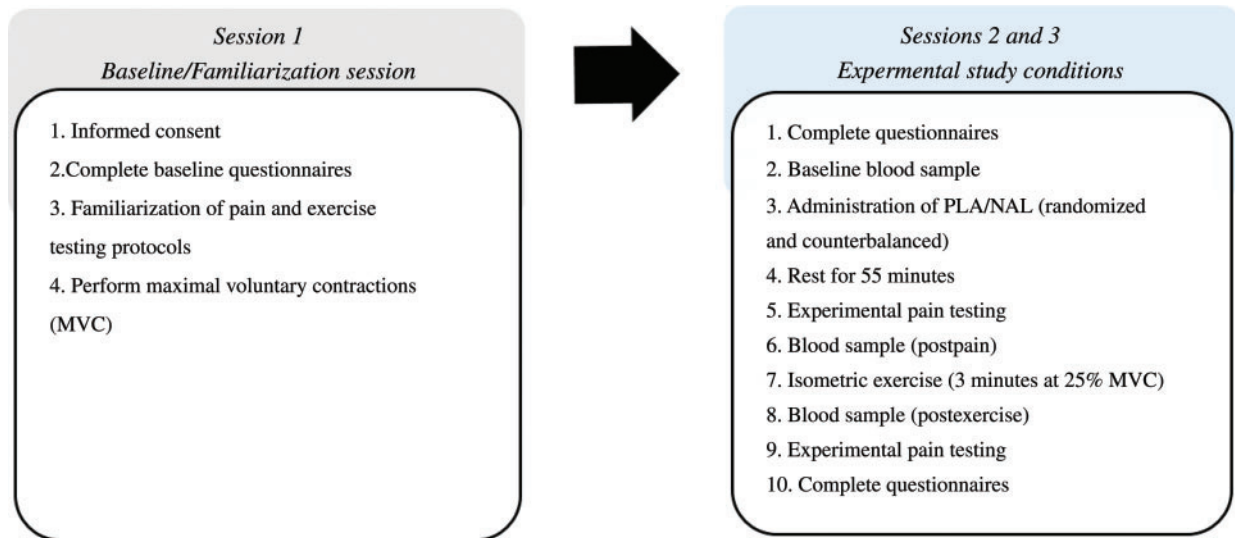 Session 1
Baseline/Familiarization session
1. Informed consent
2.Complete baseline questionnaires
3. Familiarization of pain and exercise
testing protocols
4. Perform maximal voluntary contractions
(MVC)
Sessions 2 and 3
Expermental study conditions
1. Complete questionnaires
2. Baseline blood sample
3. Administration of PLA/NAL (randomized
and counterbalanced)
4. Rest for 55 minutes
5. Experimental pain testing
6. Blood sample (postpain)
7. Isometric exercise (3 minutes at 25% MVC)
8. Blood sample (postexercise)
9. Experimental pain testing
10. Complete questionnaires